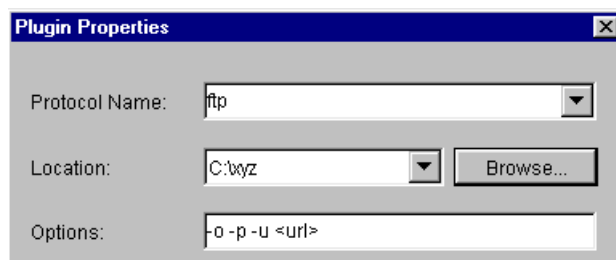 Plugin Properties
Protocol Name: ftp
Location: C:\xyz Browse...
Options: -o -p -u <url>